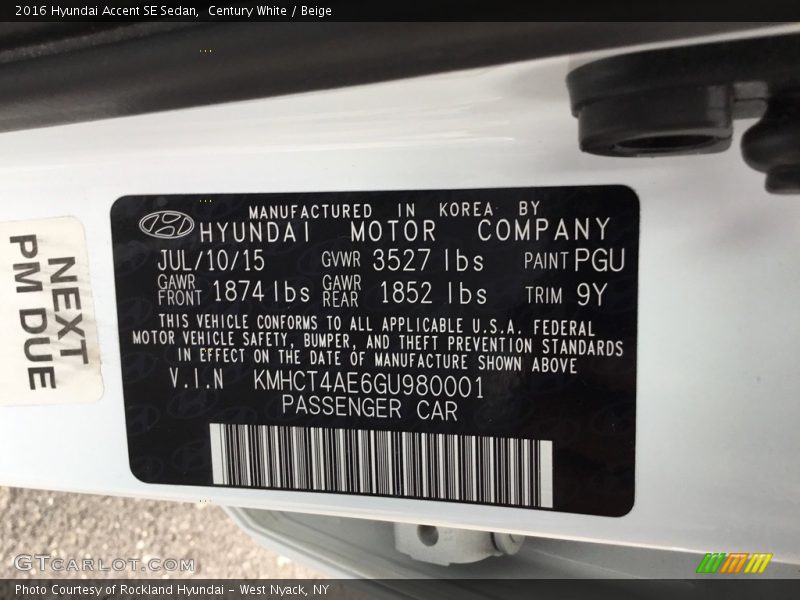 2016 Hyundai Accent SE Sedan,  Century White / Beige
MANUFACTURED IN KOREA BY
HYUNDAI MOTOR COMPANY
JUL/10/15 GVWR 3527 lbs PAINT PGU
GAWR FRONT 1874 lbs GAWR REAR 1852 lbs TRIM 9Y
THIS VEHICLE CONFORMS TO ALL APPLICABLE U.S.A. FEDERAL
MOTOR VEHICLE SAFETY, BUMPER, AND THEFT PREVENTION STANDARDS
IN EFFECT ON THE DATE OF MANUFACTURE SHOWN ABOVE
V.I.N KMHCT4AE6GU980001
PASSENGER CAR
NEXT
PM DUE
GTCARLOT.COM
Photo Courtesy of Rockland Hyundai - West Nyack, NY